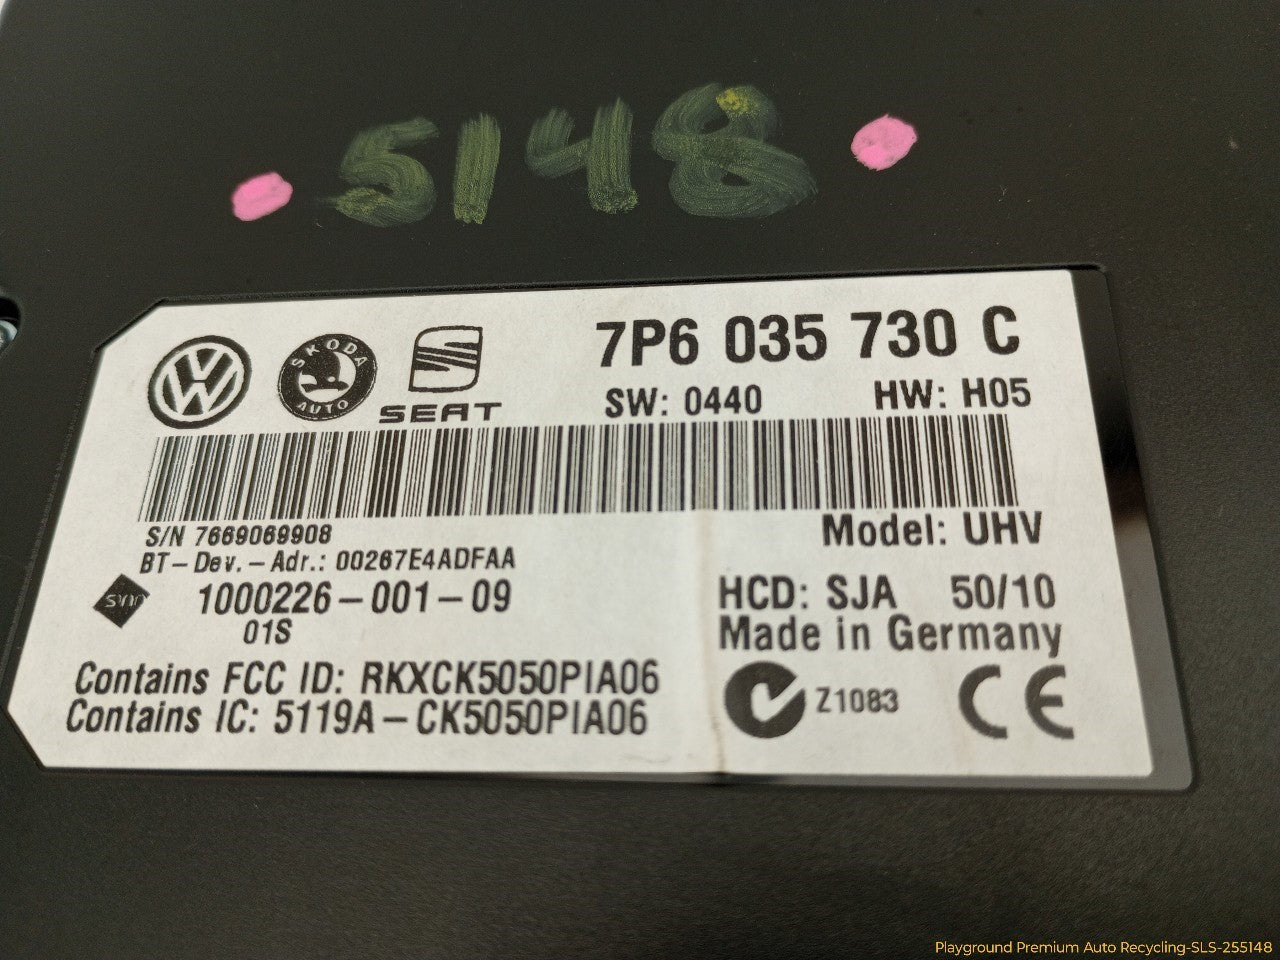 5148
SKODA
AUTO
SEAT
7P6 035 730 C
SW: 0440 HW: H05
S/N 7669069908
Model: UHV
BT-Dev.-Adr.: 00267E4ADFAA
1000226-001-09
01S
HCD: SJA 50/10
Made in Germany
Contains FCC ID: RKXCK5050PIA06
Contains IC: 5119A-CK5050PIA06
Z1083
CE
Playground Premium Auto Recycling-SLS-255148